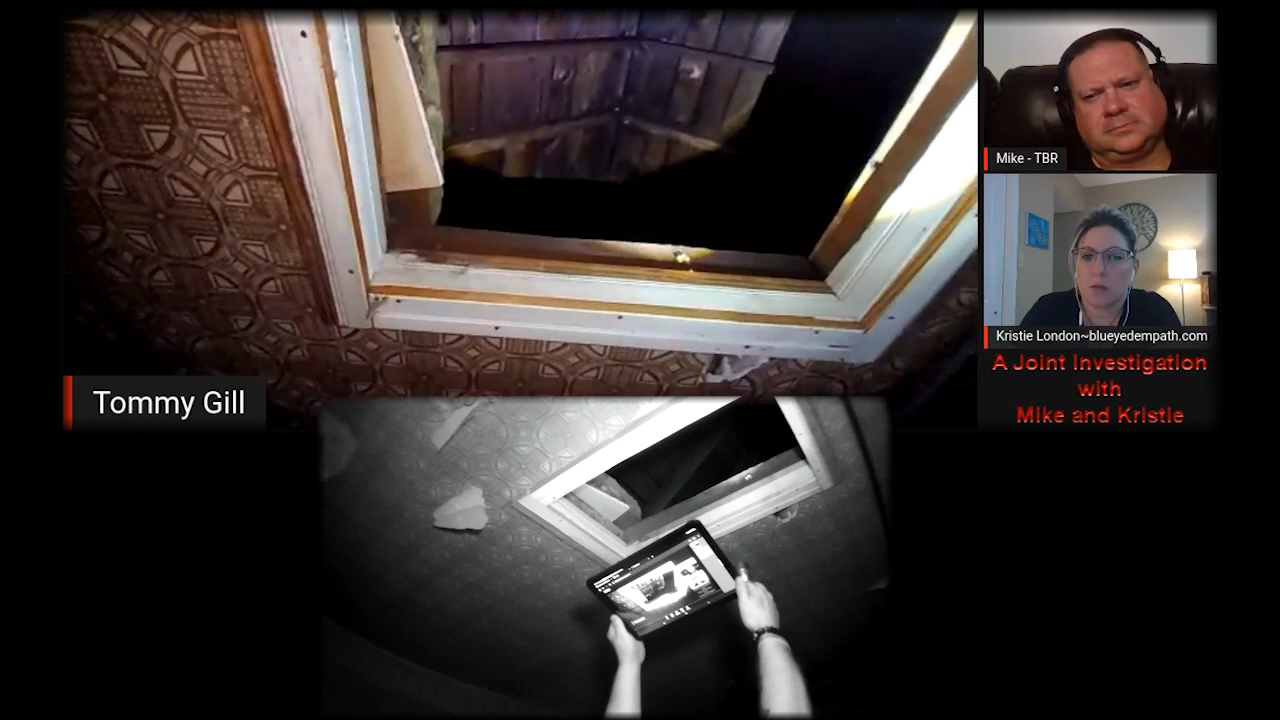 Mike - TBR
Kristie London~blueyedempath.com
A Joint Investigation
with
Mike and Kristie
Tommy Gill